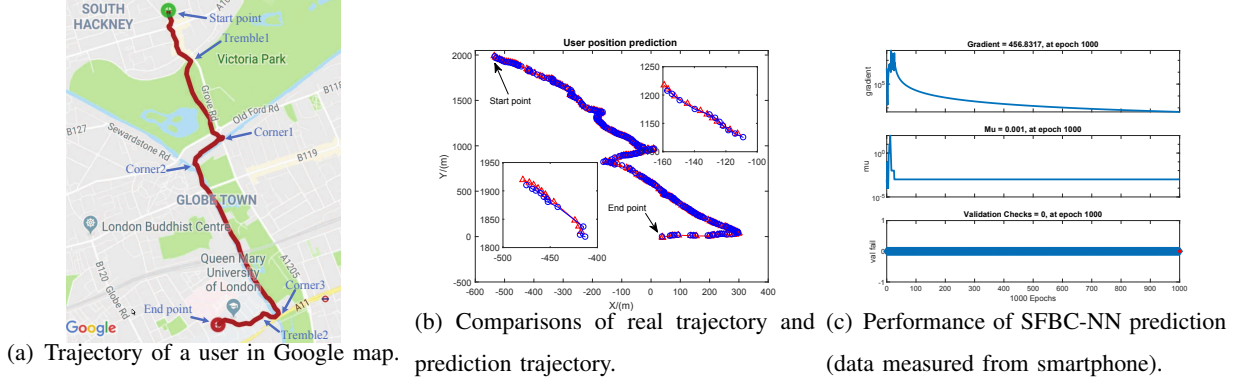 SOUTH
HACKNEY
Start point
Tremble1
Victoria Park
Grove Rd
Old Ford Rd
B118
B127
Sewardstone Rd
Corner1
B119
Corner2
GLOBE TOWN
London Buddhist Centre
Queen Mary
University
of London
A1205
B120
Globe Rd
Corner3
End point
A11
Google
Tremble2
(a) Trajectory of a user in Google map.
User position prediction
2000
1500
1000
500
0
-500
Y/(m)
Start point
End point
1250
1200
1150
1100
-160 -140 -120 -100
1950
1900
1850
1800
-500 -450 -400
-600 -500 -400 -300 -200 -100 0 100 200 300 400
X/(m)
(b) Comparisons of real trajectory and
prediction trajectory.
Gradient = 456.8317, at epoch 1000
gradient
10⁵
Mu = 0.001, at epoch 1000
mu
10⁰
10⁻⁵
Validation Checks = 0, at epoch 1000
val fail
1
0
-1
0 100 200 300 400 500 600 700 800 900 1000
1000 Epochs
(c) Performance of SFBC-NN prediction
(data measured from smartphone).